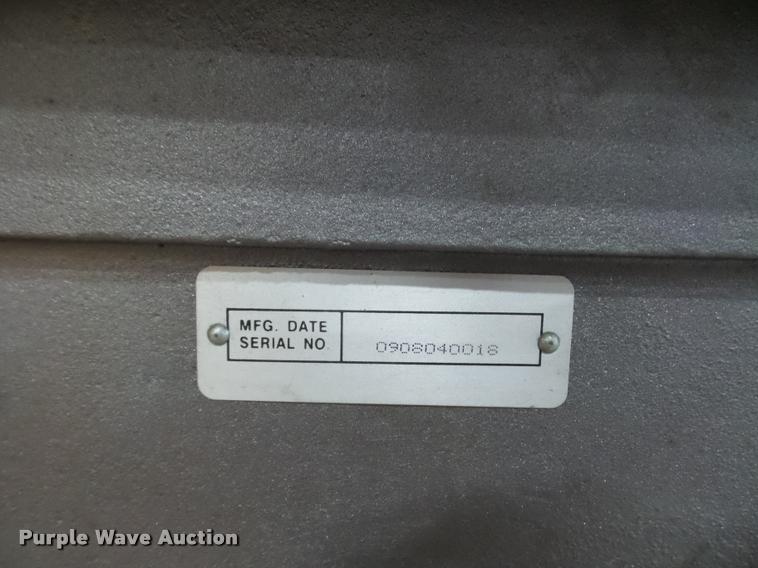 MFG. DATE
SERIAL NO.
0908040018
Purple Wave Auction